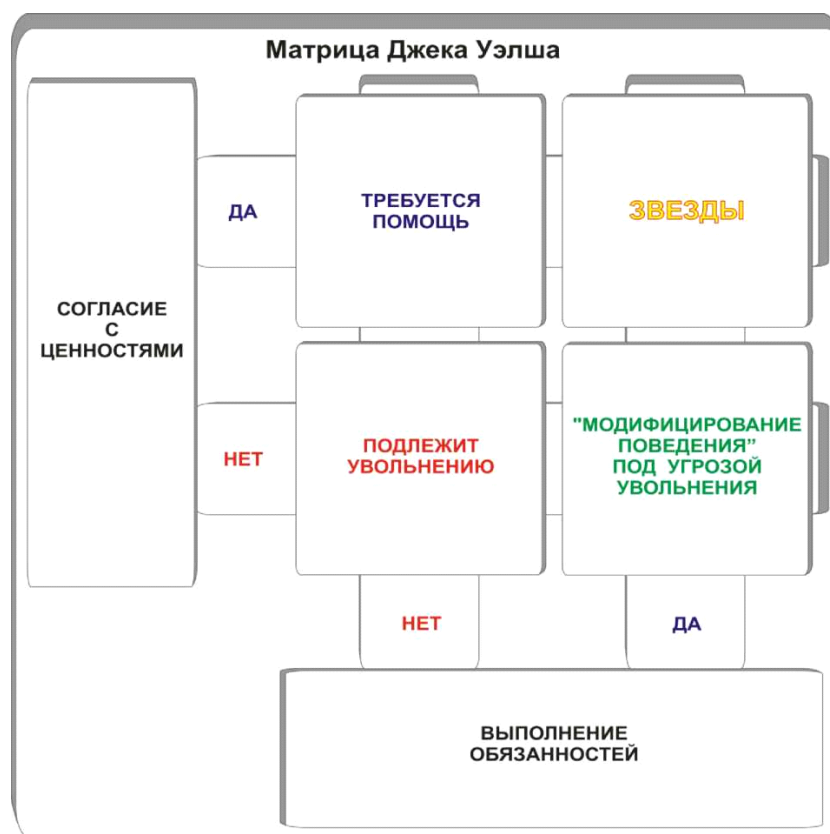 Матрица Джека Уэлша
СОГЛАСИЕ
С
ЦЕННОСТЯМИ
ДА
ТРЕБУЕТСЯ
ПОМОЩЬ
ЗВЕЗДЫ
НЕТ
ПОДЛЕЖИТ
УВОЛЬНЕНИЮ
"МОДИФИЦИРОВАНИЕ
ПОВЕДЕНИЯ”
ПОД УГРОЗОЙ
УВОЛЬНЕНИЯ
НЕТ
ДА
ВЫПОЛНЕНИЕ
ОБЯЗАННОСТЕЙ